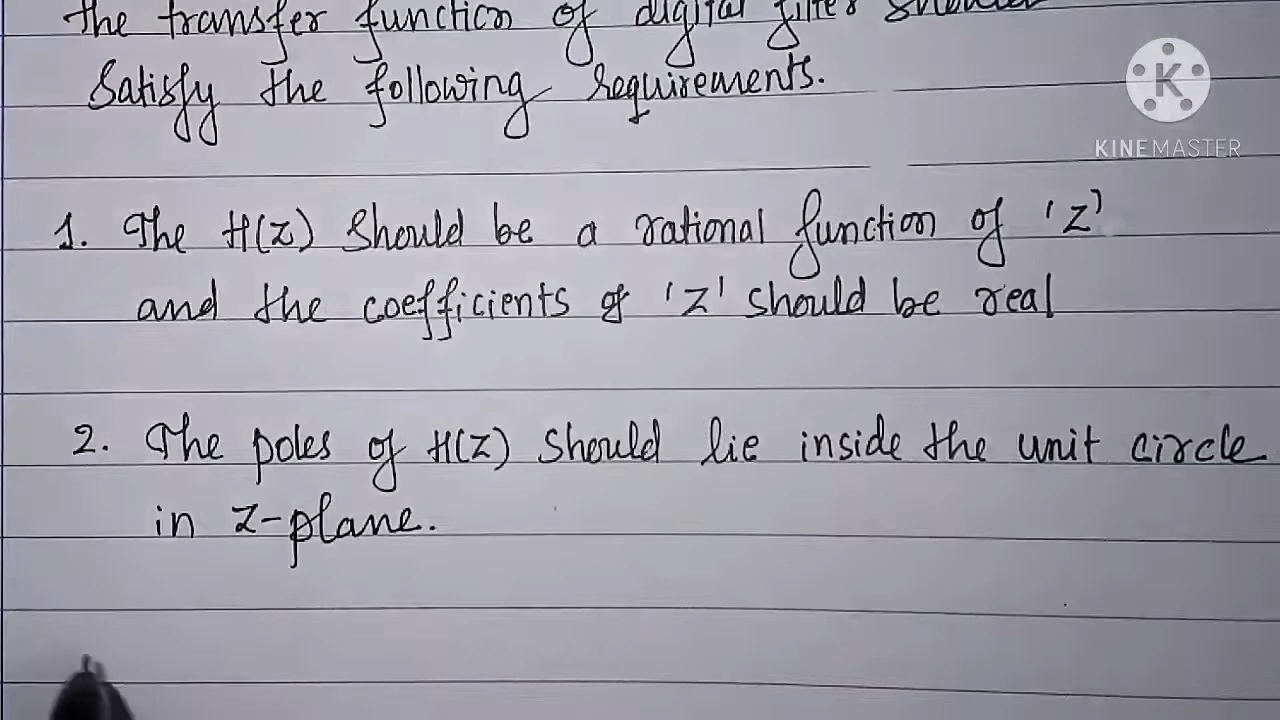 the transfer function of digital filter should
Satisfy the following requirements.
K
KINEMASTER
1. The H(Z) Should be a rational function of 'Z'
and the coefficients of 'Z' should be real
2. The poles of H(Z) Should lie inside the unit circle
in Z-plane.